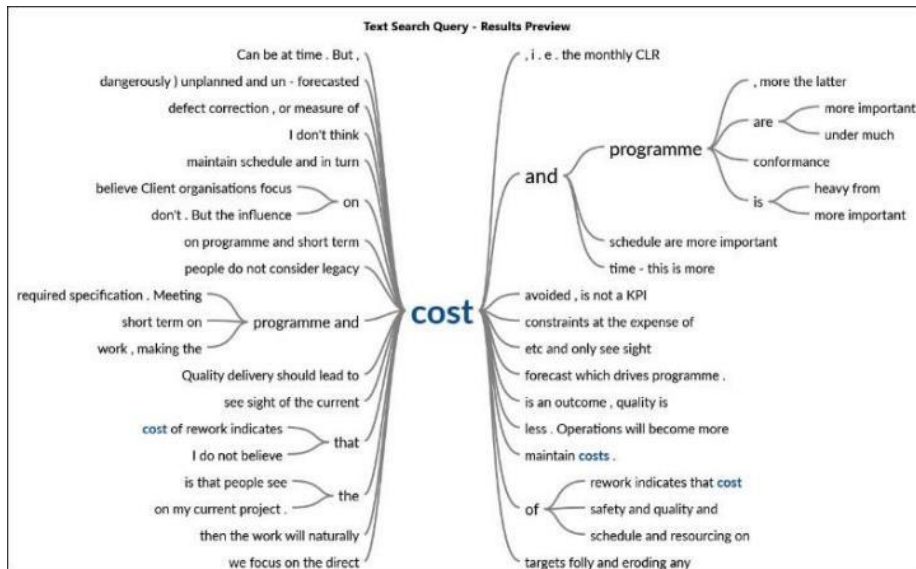 Text Search Query - Results Preview
Can be at time . But ,
dangerously ) unplanned and un - forecasted
defect correction , or measure of
I don't think
maintain schedule and in turn
believe Client organisations focus
don't . But the influence
on
on programme and short term
people do not consider legacy
required specification . Meeting
short term on
work , making the
programme and
Quality delivery should lead to
see sight of the current
cost of rework indicates
I do not believe
that
is that people see
on my current project .
the
then the work will naturally
we focus on the direct
cost
, i . e . the monthly CLR
and
programme
, more the latter
are
more important
under much
conformance
is
heavy from
more important
schedule are more important
time - this is more
avoided , is not a KPI
constraints at the expense of
etc and only see sight
forecast which drives programme .
is an outcome , quality is
less . Operations will become more
maintain costs .
of
rework indicates that cost
safety and quality and
schedule and resourcing on
targets folly and eroding any